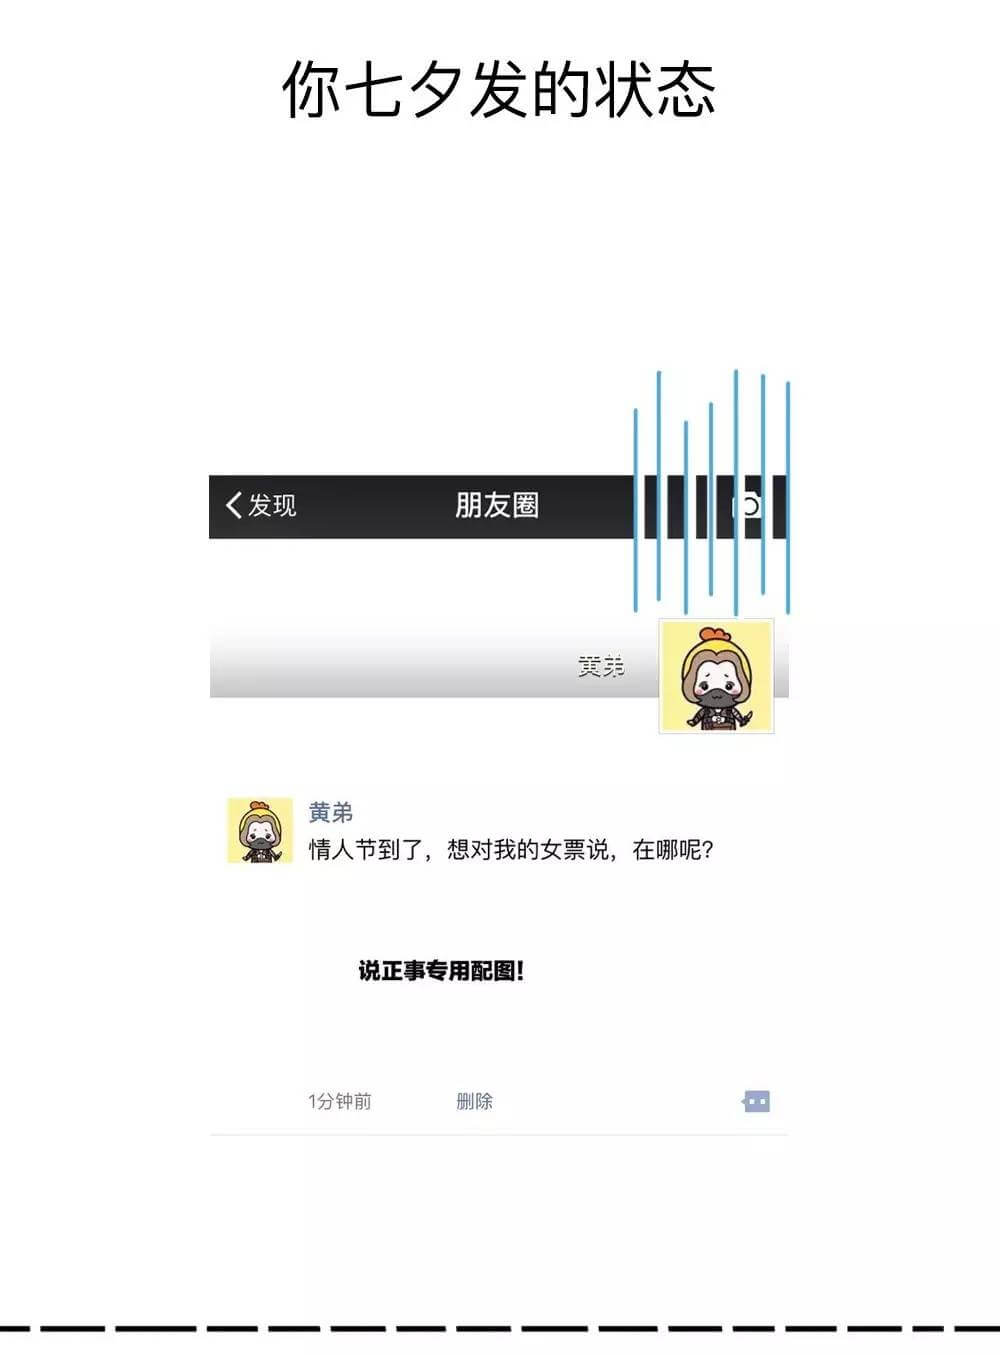 你七夕发的状态
发现
朋友圈
黄弟
黄弟
情人节到了，想对我的女票说，在哪呢？
说正事专用配图！
1分钟前
删除